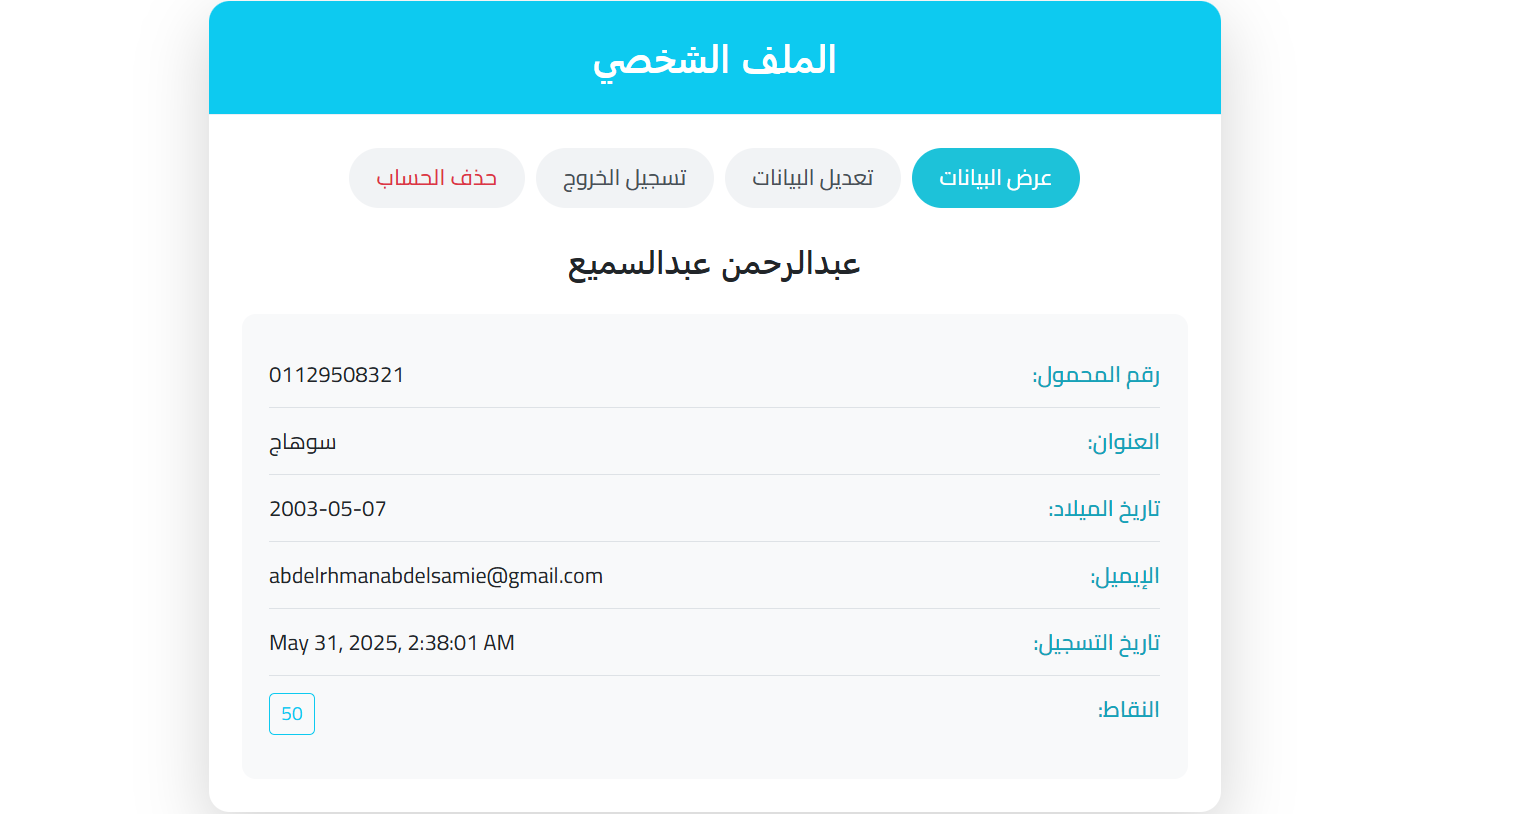 الملف الشخصي
عرض البيانات
تعديل البيانات
تسجيل الخروج
حذف الحساب
عبدالرحمن عبدالسميع
رقم المحمول: 01129508321
العنوان: سوهاج
تاريخ الميلاد: 2003-05-07
الإيميل: abdelrhmanabdelsamie@gmail.com
تاريخ التسجيل: May 31, 2025, 2:38:01 AM
النقاط: 50